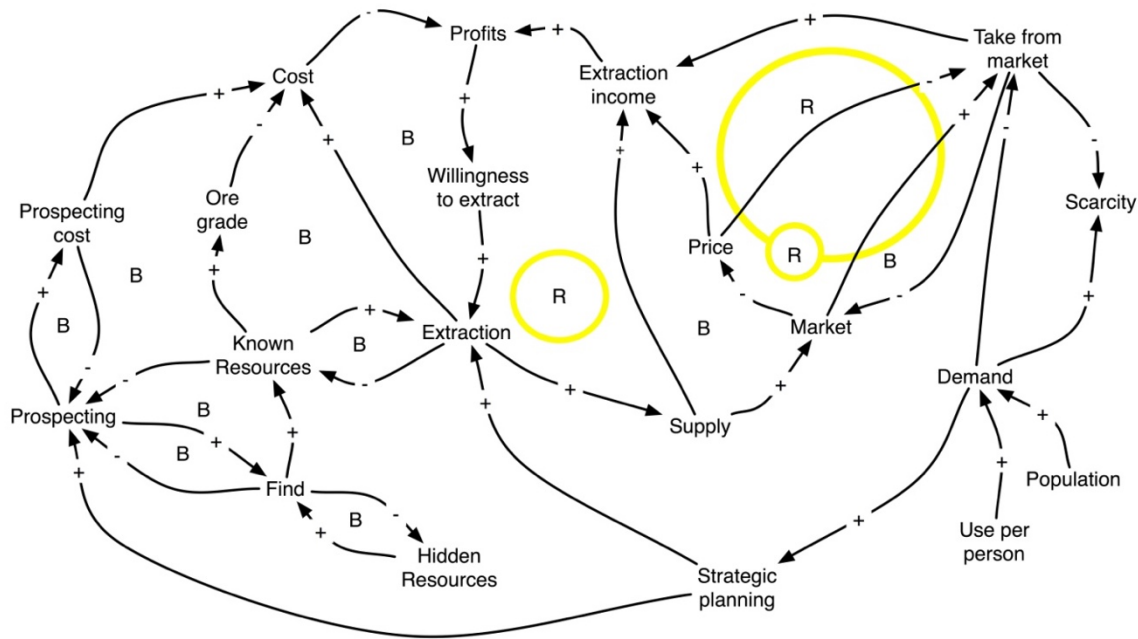 Profits
Take from
market
Cost
Extraction
income
Willingness
to extract
Ore
grade
Prospecting
cost
Scarcity
Price
Known
Resources
Extraction
Market
Demand
Prospecting
Supply
Find
Population
Use per
person
Hidden
Resources
Strategic
planning
-
+
+
+
-
+
+
+
+
+
+
-
+
-
-
+
-
+
-
+
-
+
-
-
-
+
+
+
+
-
+
-
+
+
+
+
-
+
+
R
R
R
B
B
B
B
B
B
B
B
B
B